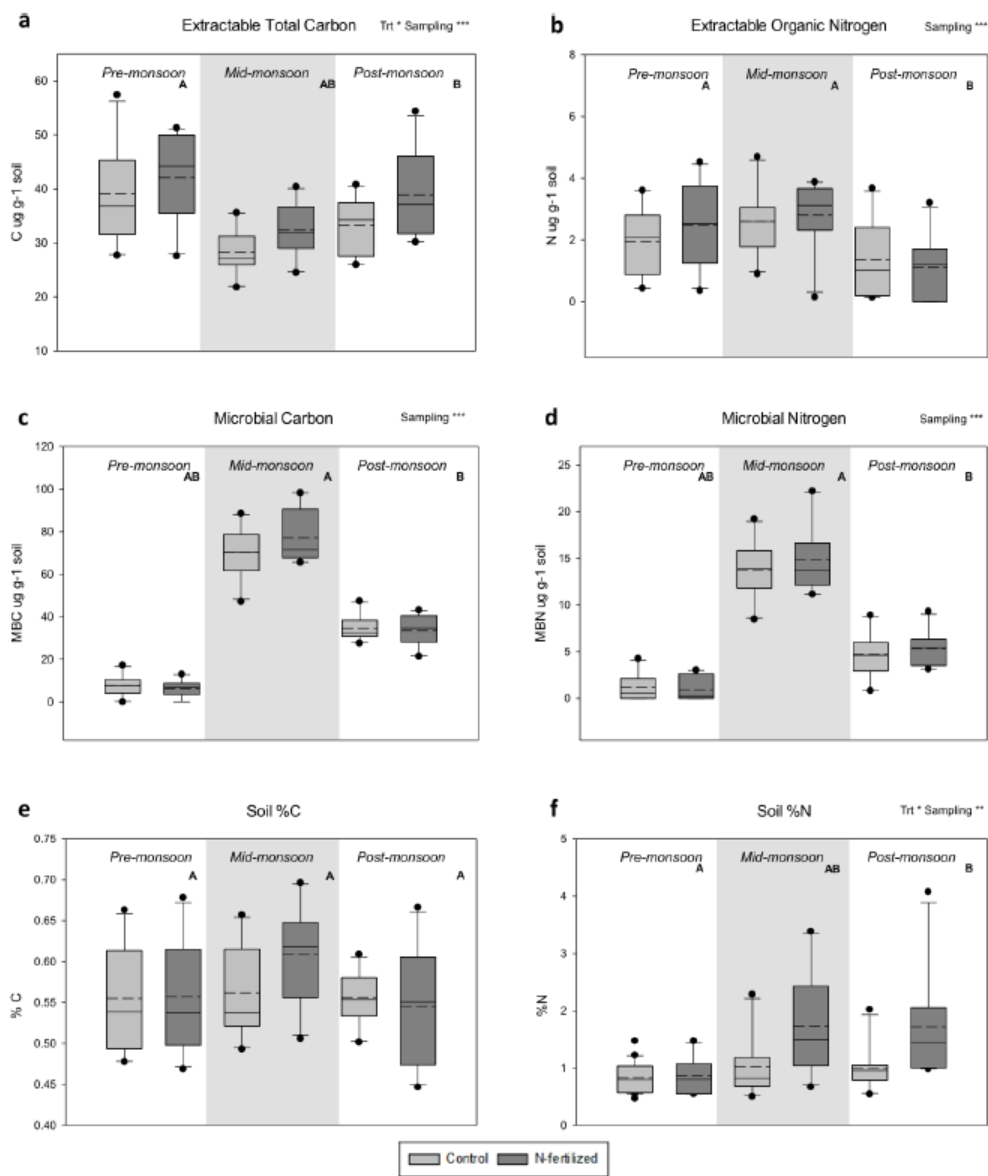 a Extractable Total Carbon Trt * Sampling ***
Pre-monsoon Mid-monsoon Post-monsoon
A AB B
60
50
40
30
20
10
C ug g-1 soil
b Extractable Organic Nitrogen Sampling ***
Pre-monsoon Mid-monsoon Post-monsoon
A A B
8
6
4
2
0
N ug g-1 soil
c Microbial Carbon Sampling ***
Pre-monsoon Mid-monsoon Post-monsoon
AB A B
120
100
80
60
40
20
0
MBC ug g-1 soil
d Microbial Nitrogen Sampling ***
Pre-monsoon Mid-monsoon Post-monsoon
AB A B
25
20
15
10
5
0
MBN ug g-1 soil
e Soil %C
Pre-monsoon Mid-monsoon Post-monsoon
A A A
0.75
0.70
0.65
0.60
0.55
0.50
0.45
0.40
% C
f Soil %N Trt * Sampling **
Pre-monsoon Mid-monsoon Post-monsoon
A AB B
5
4
3
2
1
0
%N
Control N-fertilized